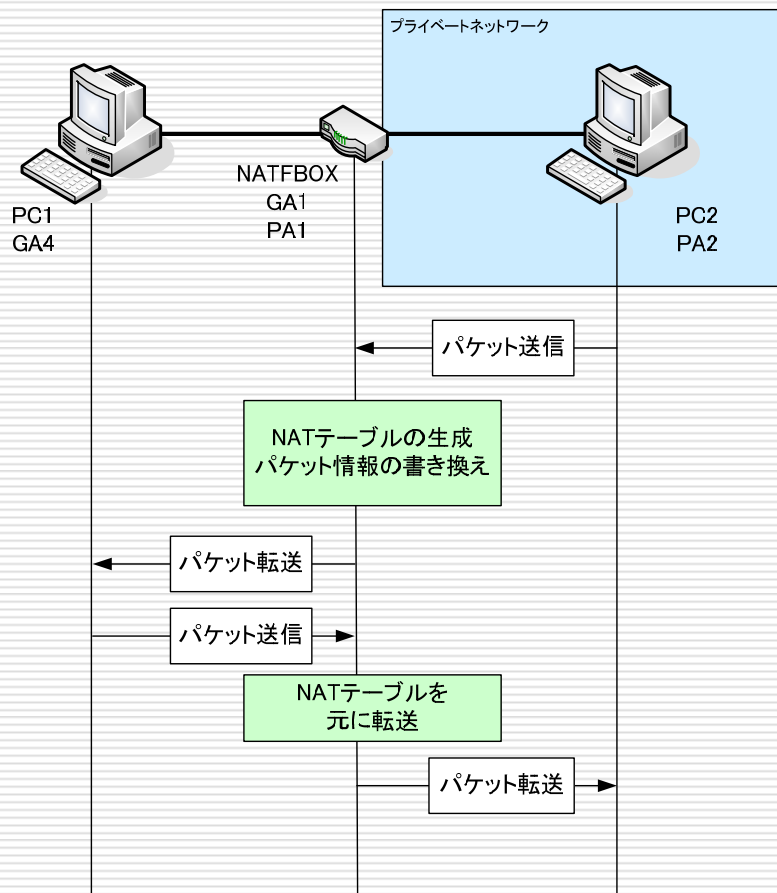 プライベートネットワーク
NATFBOX
GA1
PA1
PC1
GA4
PC2
PA2
パケット送信
NATテーブルの生成
パケット情報の書き換え
パケット転送
パケット送信
NATテーブルを
元に転送
パケット転送